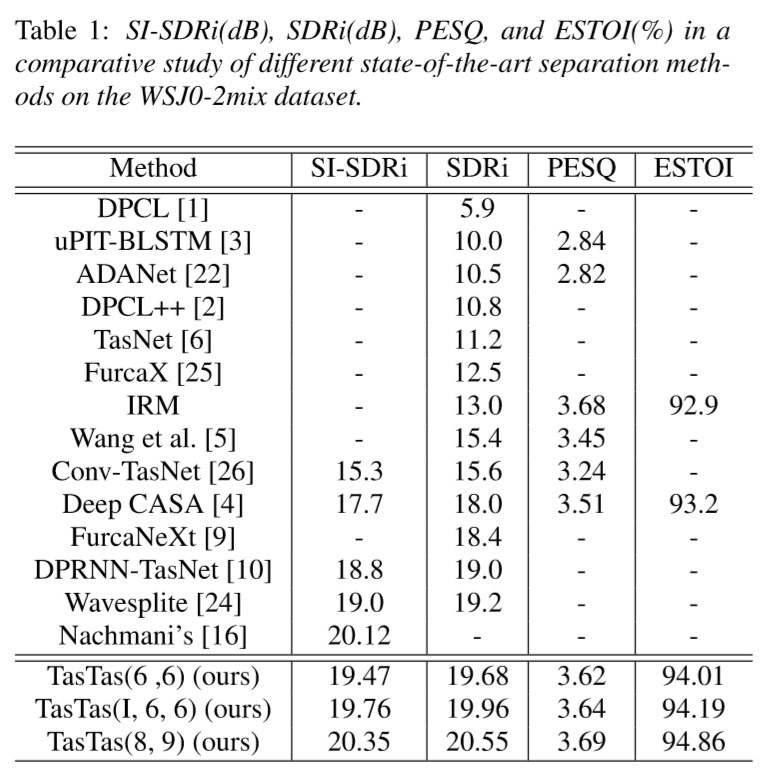 Table 1: SI-SDRi(dB), SDRi(dB), PESQ, and ESTOI(%) in a
comparative study of different state-of-the-art separation meth-
ods on the WSJ0-2mix dataset.
Method SI-SDRi SDRi PESQ ESTOI
DPCL [1] - 5.9 - -
uPIT-BLSTM [3] - 10.0 2.84 -
ADANet [22] - 10.5 2.82 -
DPCL++ [2] - 10.8 - -
TasNet [6] - 11.2 - -
FurcaX [25] - 12.5 - -
IRM - 13.0 3.68 92.9
Wang et al. [5] - 15.4 3.45 -
Conv-TasNet [26] 15.3 15.6 3.24 -
Deep CASA [4] 17.7 18.0 3.51 93.2
FurcaNeXt [9] - 18.4 - -
DPRNN-TasNet [10] 18.8 19.0 - -
Wavesplite [24] 19.0 19.2 - -
Nachmani's [16] 20.12 - - -
TasTas(6 ,6) (ours) 19.47 19.68 3.62 94.01
TasTas(I, 6, 6) (ours) 19.76 19.96 3.64 94.19
TasTas(8, 9) (ours) 20.35 20.55 3.69 94.86